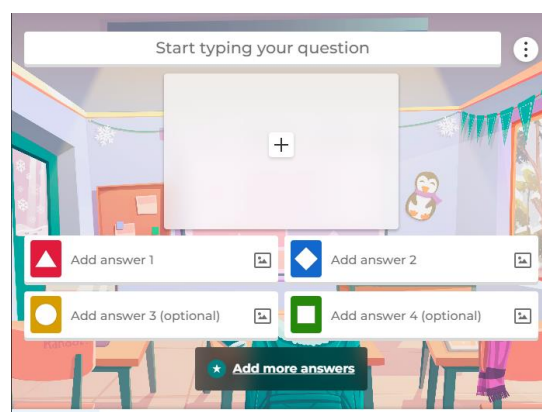 Start typing your question
Add answer 1
Add answer 2
Add answer 3 (optional)
Add answer 4 (optional)
Add more answers